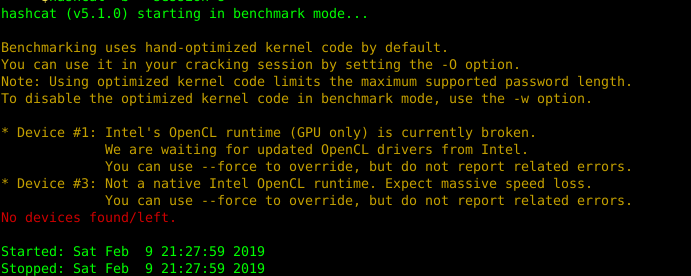 hashcat (v5.1.0) starting in benchmark mode...
Benchmarking uses hand-optimized kernel code by default.
You can use it in your cracking session by setting the -O option.
Note: Using optimized kernel code limits the maximum supported password length.
To disable the optimized kernel code in benchmark mode, use the -w option.
* Device #1: Intel's OpenCL runtime (GPU only) is currently broken.
We are waiting for updated OpenCL drivers from Intel.
You can use --force to override, but do not report related errors.
* Device #3: Not a native Intel OpenCL runtime. Expect massive speed loss.
You can use --force to override, but do not report related errors.
No devices found/left.
Started: Sat Feb  9 21:27:59 2019
Stopped: Sat Feb  9 21:27:59 2019